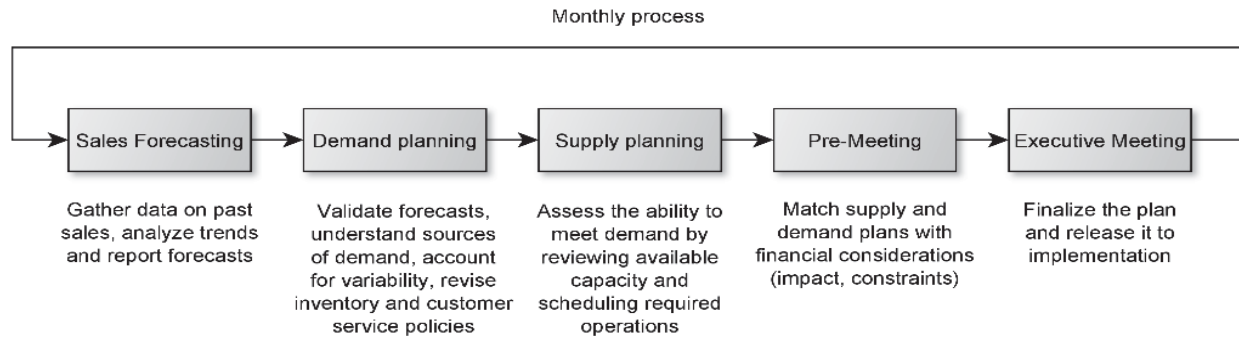 Monthly process
Sales Forecasting
Demand planning
Supply planning
Pre-Meeting
Executive Meeting
Gather data on past
sales, analyze trends
and report forecasts
Validate forecasts,
understand sources
of demand, account
for variability, revise
inventory and customer
service policies
Assess the ability to
meet demand by
reviewing available
capacity and
scheduling required
operations
Match supply and
demand plans with
financial considerations
(impact, constraints)
Finalize the plan
and release it to
implementation